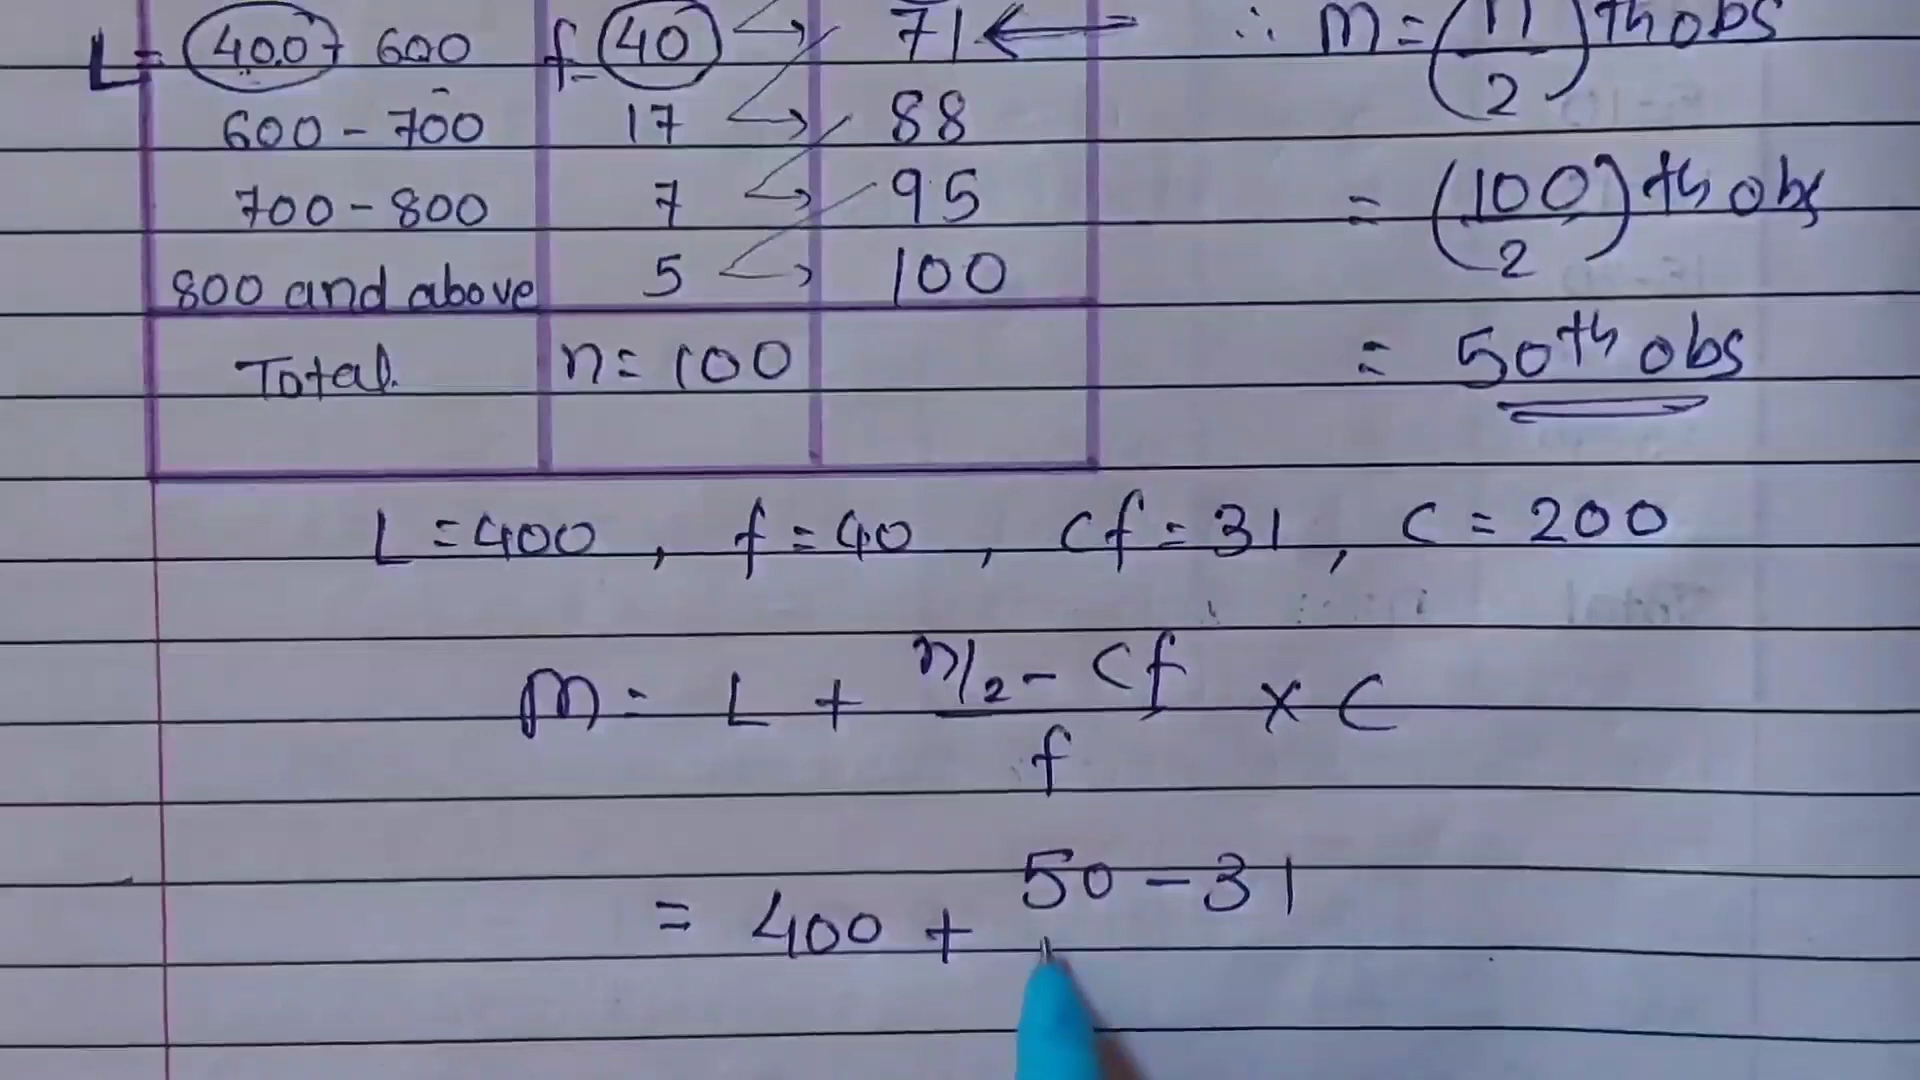 L = 400 - 600 f = 40 71 ∴ M = (n/2) th obs
600 - 700 17 88
700 - 800 7 95 = (100/2) th obs
800 and above 5 100
Total n = 100 = 50th obs
L = 400 , f = 40 , cf = 31 , C = 200
M = L + n/2 - cf / f × C
= 400 + 50 - 31